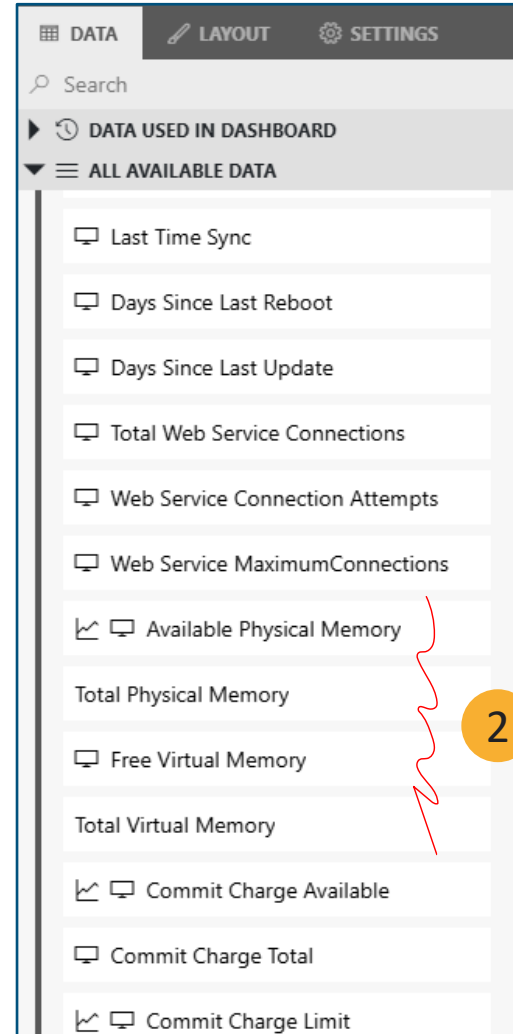 DATA LAYOUT SETTINGS
Search
DATA USED IN DASHBOARD
ALL AVAILABLE DATA
Last Time Sync
Days Since Last Reboot
Days Since Last Update
Total Web Service Connections
Web Service Connection Attempts
Web Service MaximumConnections
Available Physical Memory
Total Physical Memory
2
Free Virtual Memory
Total Virtual Memory
Commit Charge Available
Commit Charge Total
Commit Charge Limit